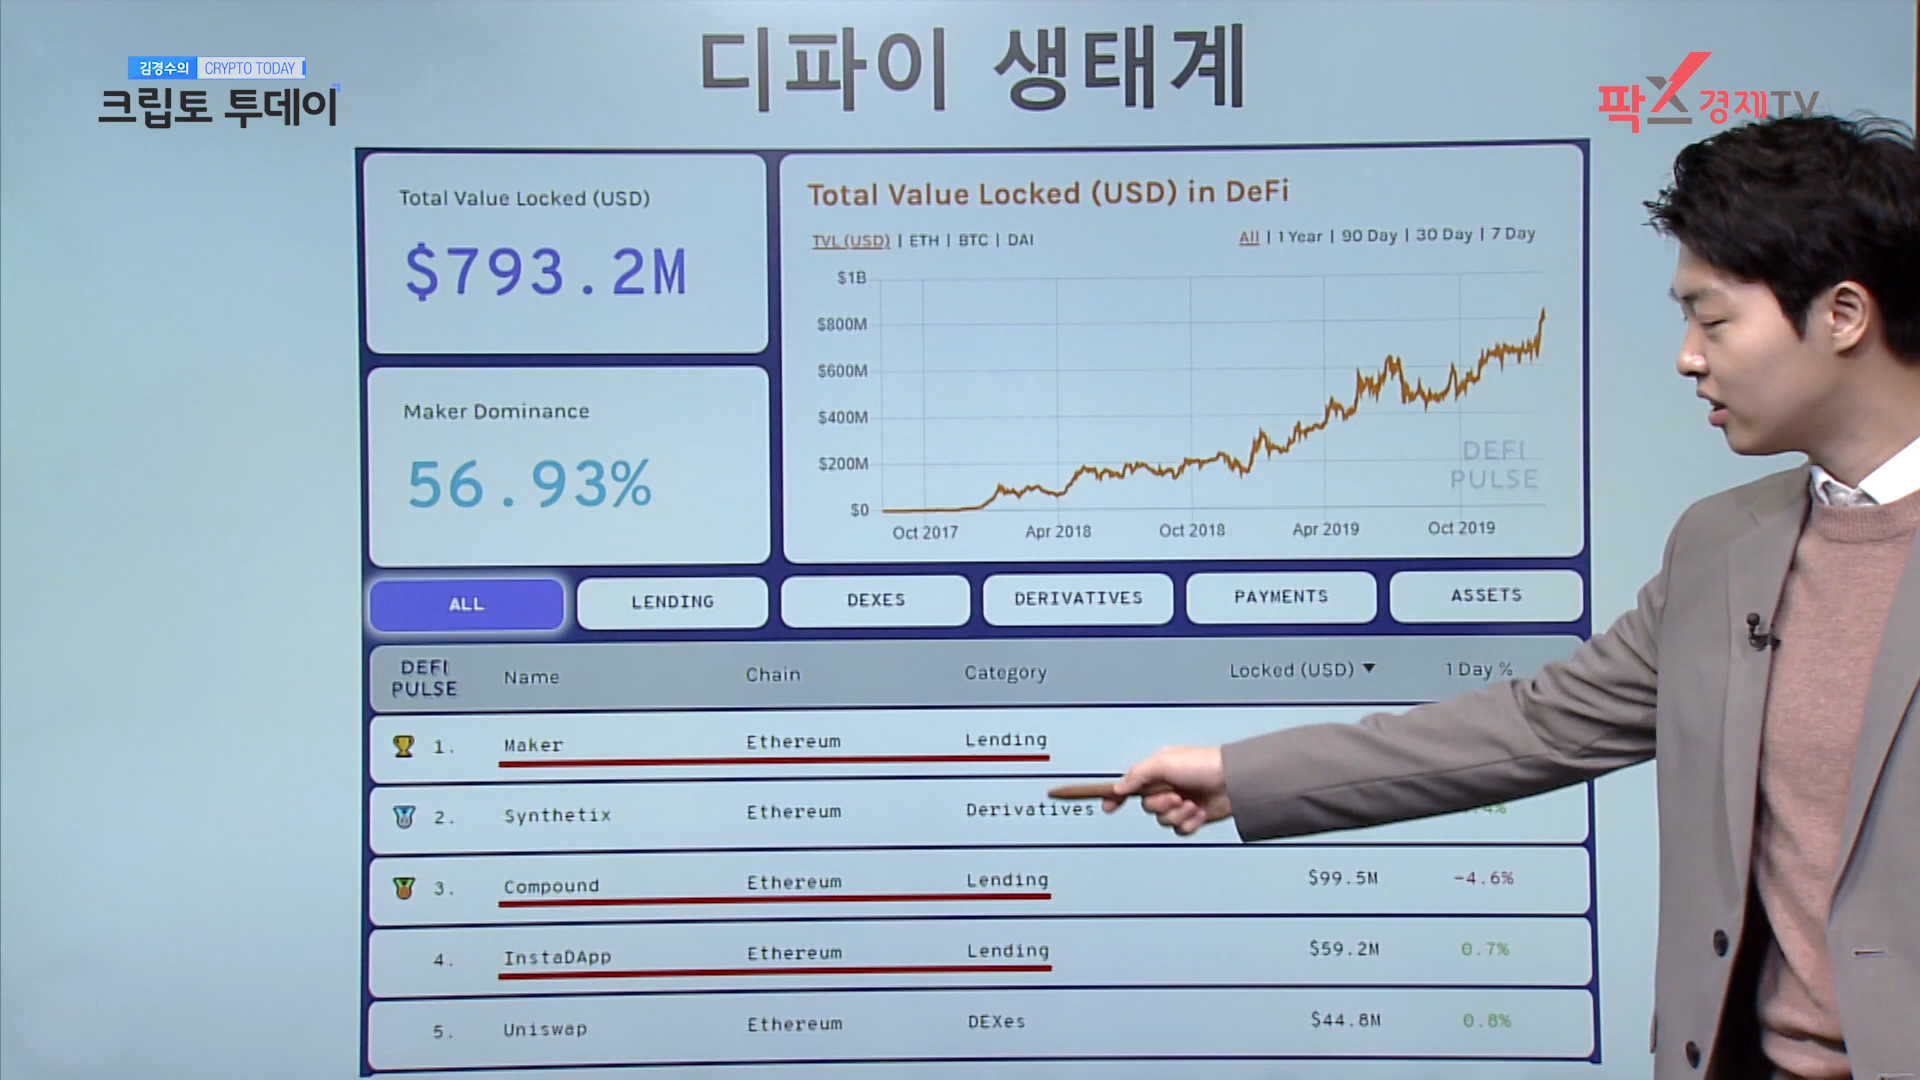 디파이 생태계
김경수의 CRYPTO TODAY
크립토 투데이
팍스경제TV
Total Value Locked (USD)
$793.2M
Maker Dominance
56.93%
Total Value Locked (USD) in DeFi
TVL (USD) | ETH | BTC | DAI
All | 1 Year | 90 Day | 30 Day | 7 Day
$1B
$800M
$600M
$400M
$200M
$0
Oct 2017 Apr 2018 Oct 2018 Apr 2019 Oct 2019
DEFI
PULSE
ALL LENDING DEXES DERIVATIVES PAYMENTS ASSETS
DEFI
PULSE
Name Chain Category Locked (USD) ▼ 1 Day %
1. Maker Ethereum Lending
2. Synthetix Ethereum Derivatives
3. Compound Ethereum Lending $99.5M -4.6%
4. InstaDApp Ethereum Lending $59.2M 0.7%
5. Uniswap Ethereum DEXes $44.8M 0.8%